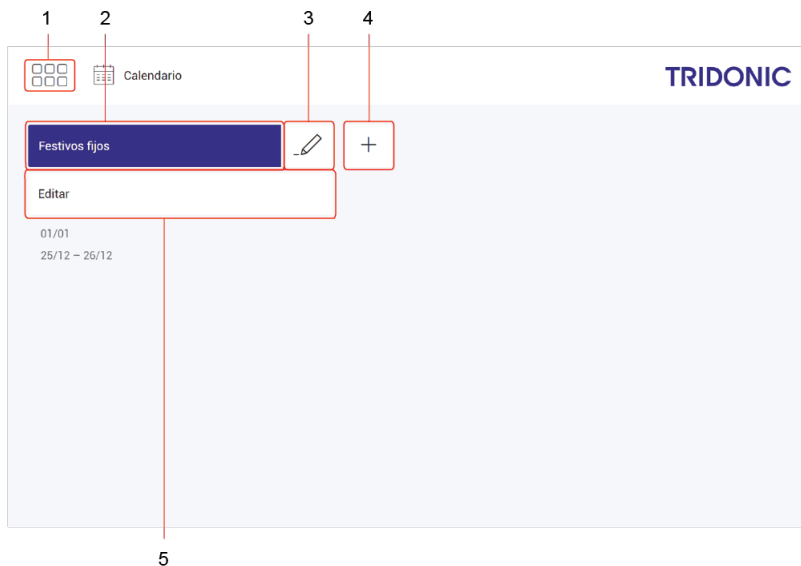 1 2 3 4
Calendario
TRIDONIC
Festivos fijos
Editar
01/01
25/12 – 26/12
5